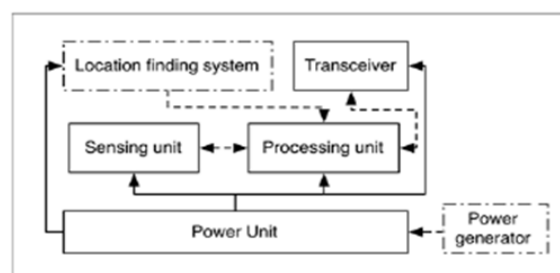 Location finding system
Transceiver
Sensing unit
Processing unit
Power Unit
Power
generator